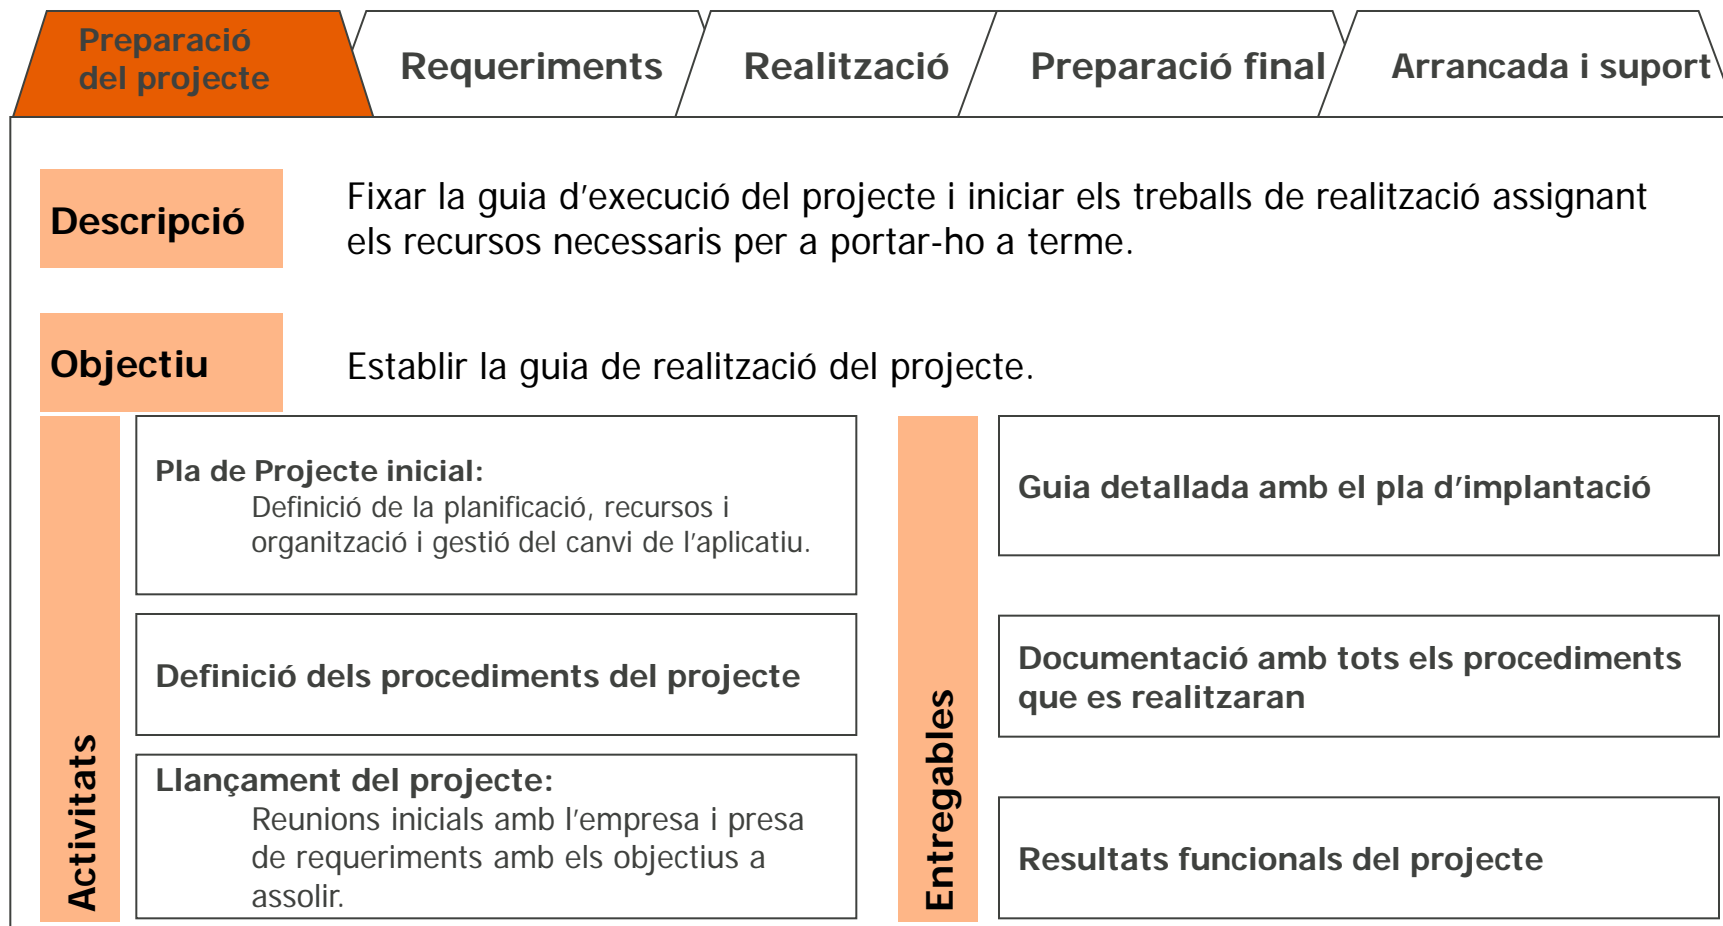 Preparació
del projecte
Requeriments
Realització
Preparació final
Arrancada i suport
Descripció
Fixar la guia d’execució del projecte i iniciar els treballs de realització assignant
els recursos necessaris per a portar-ho a terme.
Objectiu
Establir la guia de realització del projecte.
Activitats
Pla de Projecte inicial:
Definició de la planificació, recursos i
organització i gestió del canvi de l’aplicatiu.
Definició dels procediments del projecte
Llançament del projecte:
Reunions inicials amb l’empresa i presa
de requeriments amb els objectius a
assolir.
Entregables
Guia detallada amb el pla d’implantació
Documentació amb tots els procediments
que es realitzaran
Resultats funcionals del projecte